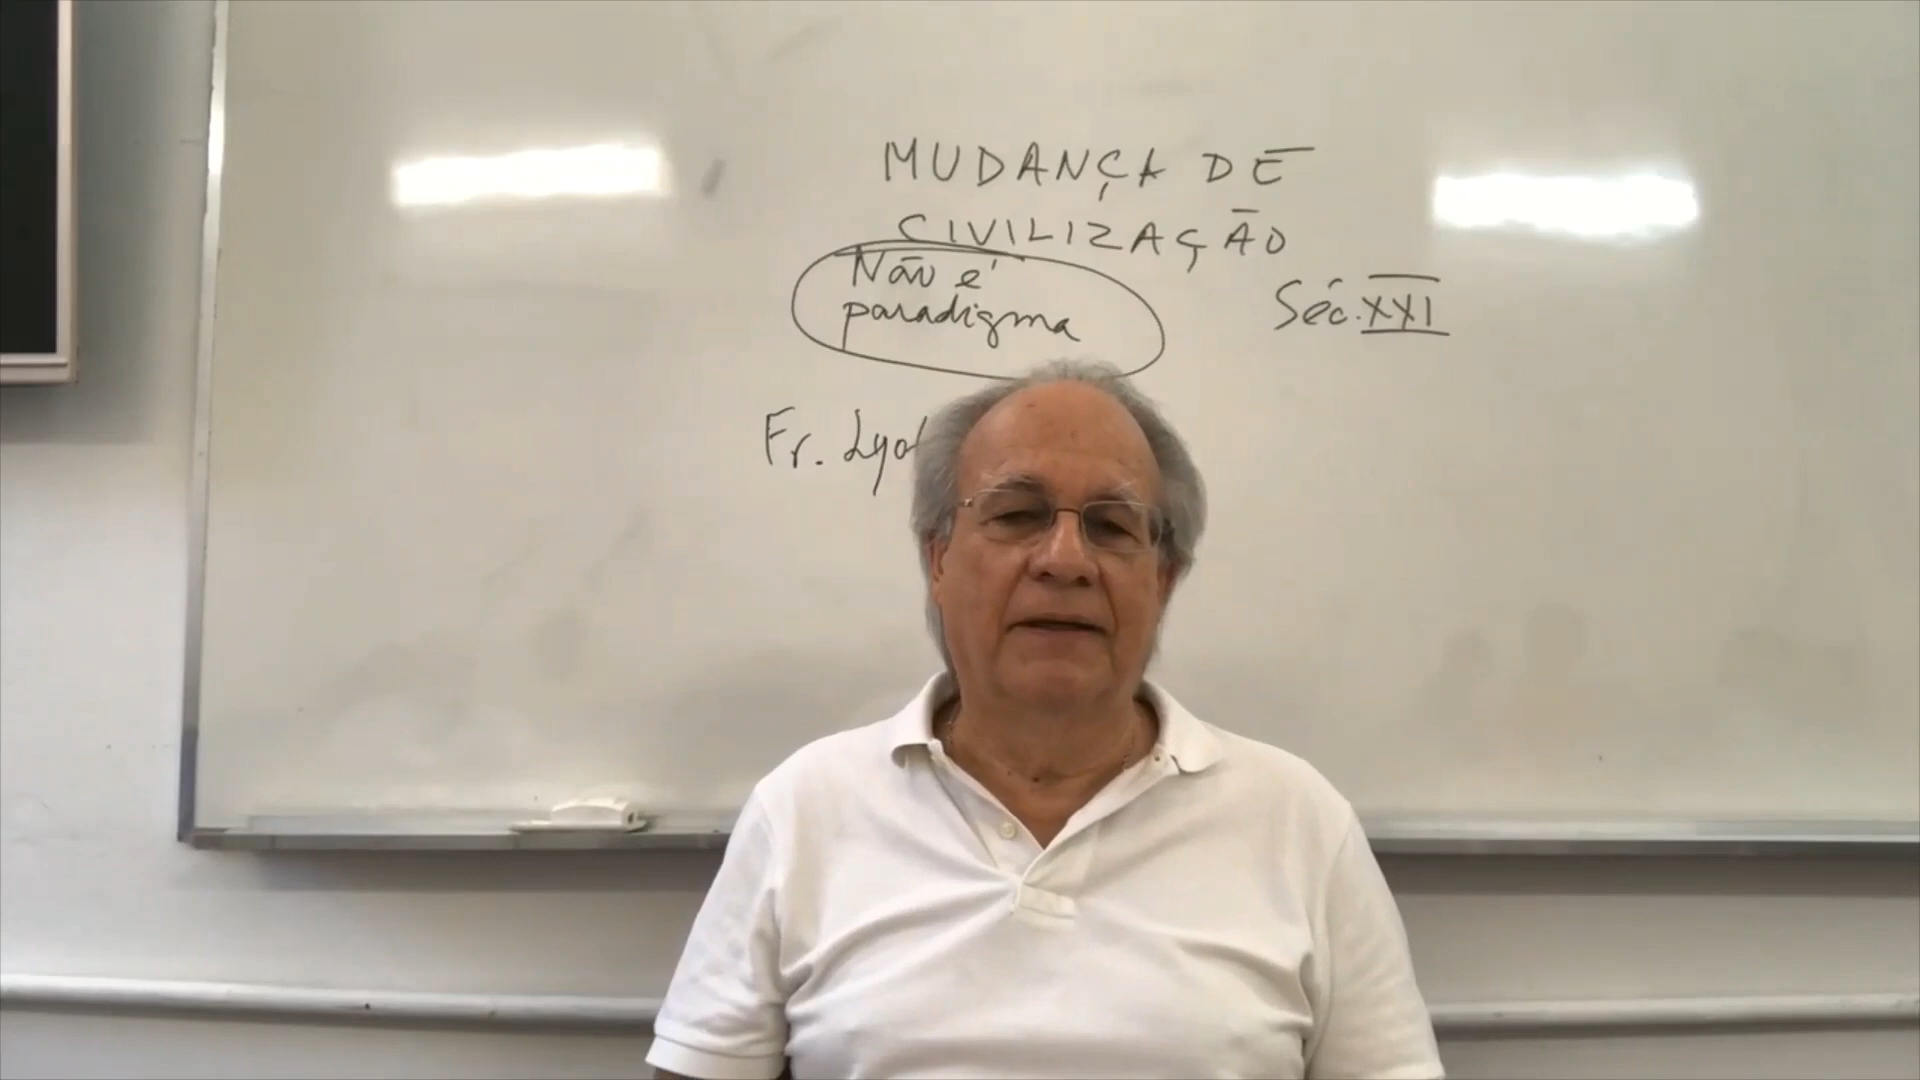 MUDANÇA DE
CIVILIZAÇÃO
Não é
paradigma
Séc. XXI
Fr.